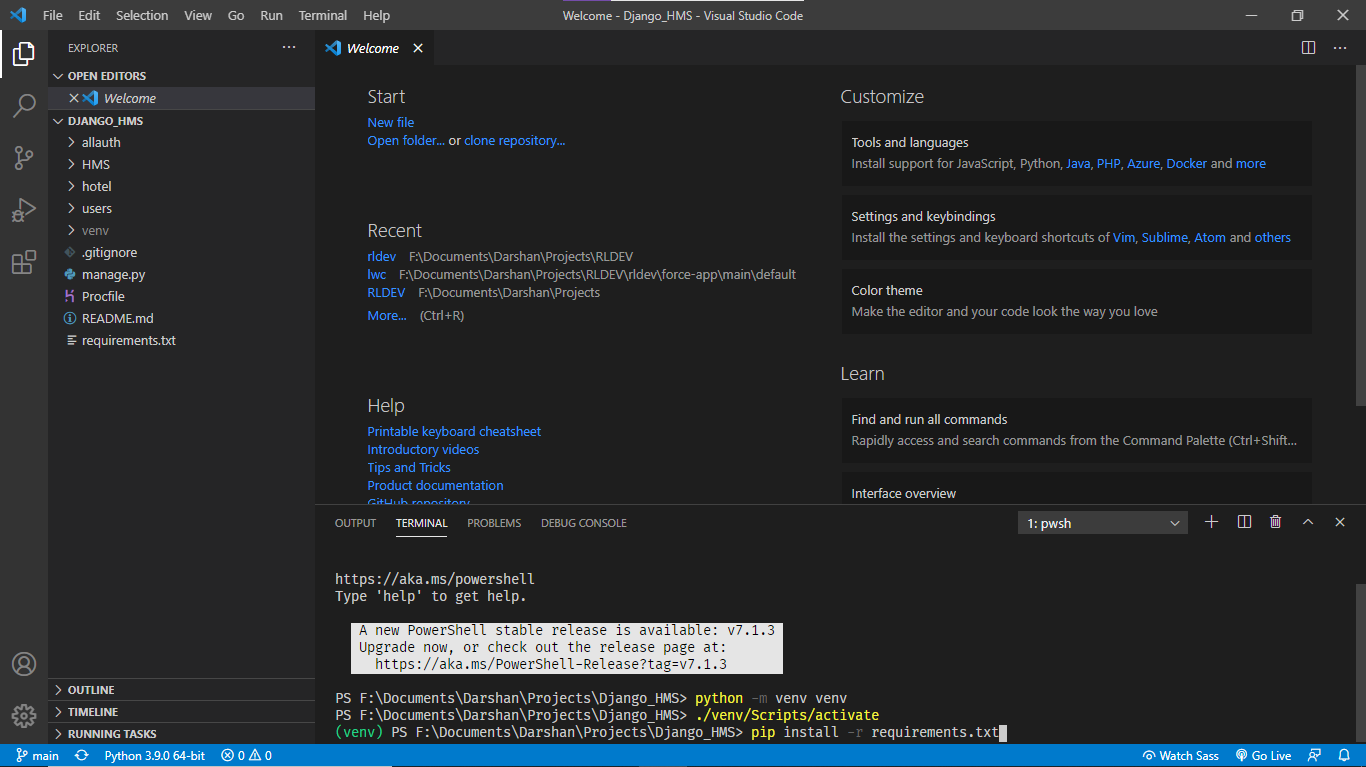 File Edit Selection View Go Run Terminal Help
Welcome - Django_HMS - Visual Studio Code
EXPLORER
OPEN EDITORS
Welcome
DJANGO_HMS
allauth
HMS
hotel
users
venv
.gitignore
manage.py
Procfile
README.md
requirements.txt
OUTLINE
TIMELINE
RUNNING TASKS
Welcome
Start
New file
Open folder... or clone repository...
Recent
rldev F:\Documents\Darshan\Projects\RLDEV
lwc F:\Documents\Darshan\Projects\RLDEV\rldev\force-app\main\default
RLDEV F:\Documents\Darshan\Projects
More... (Ctrl+R)
Help
Printable keyboard cheatsheet
Introductory videos
Tips and Tricks
Product documentation
GitHub repository
Customize
Tools and languages
Install support for JavaScript, Python, Java, PHP, Azure, Docker and more
Settings and keybindings
Install the settings and keyboard shortcuts of Vim, Sublime, Atom and others
Color theme
Make the editor and your code look the way you love
Learn
Find and run all commands
Rapidly access and search commands from the Command Palette (Ctrl+Shift...
Interface overview
OUTPUT TERMINAL PROBLEMS DEBUG CONSOLE
1: pwsh
https://aka.ms/powershell
Type 'help' to get help.
A new PowerShell stable release is available: v7.1.3
Upgrade now, or check out the release page at:
https://aka.ms/PowerShell-Release?tag=v7.1.3
PS F:\Documents\Darshan\Projects\Django_HMS> python -m venv venv
PS F:\Documents\Darshan\Projects\Django_HMS> ./venv/Scripts/activate
(venv) PS F:\Documents\Darshan\Projects\Django_HMS> pip install -r requirements.txt
main Python 3.9.0 64-bit 0 0 Watch Sass Go Live